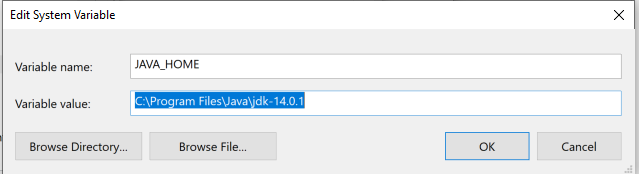 Edit System Variable
Variable name: JAVA_HOME
Variable value: C:\Program Files\Java\jdk-14.0.1
Browse Directory... Browse File... OK Cancel